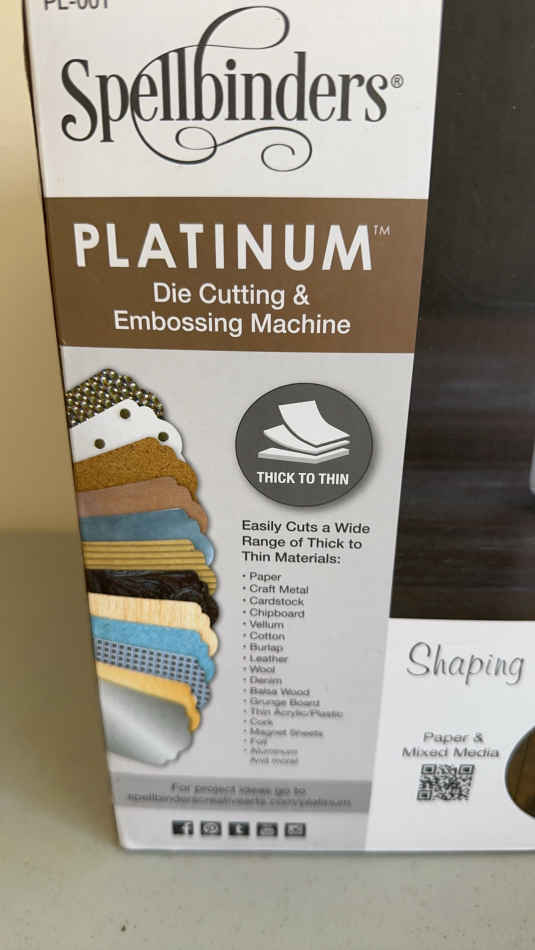 PL-001
Spellbinders®
PLATINUM™
Die Cutting &
Embossing Machine
THICK TO THIN
Easily Cuts a Wide
Range of Thick to
Thin Materials:
• Paper
• Craft Metal
• Cardstock
• Chipboard
• Vellum
• Cotton
• Burlap
• Leather
• Wool
• Denim
• Balsa Wood
• Grunge Board
• Thin Acrylic/Plastic
• Cork
• Magnet Sheets
• Foil
• Aluminum
And more!
For project ideas go to
spellbinderscreativearts.com/platinum
Shaping
Paper &
Mixed Media